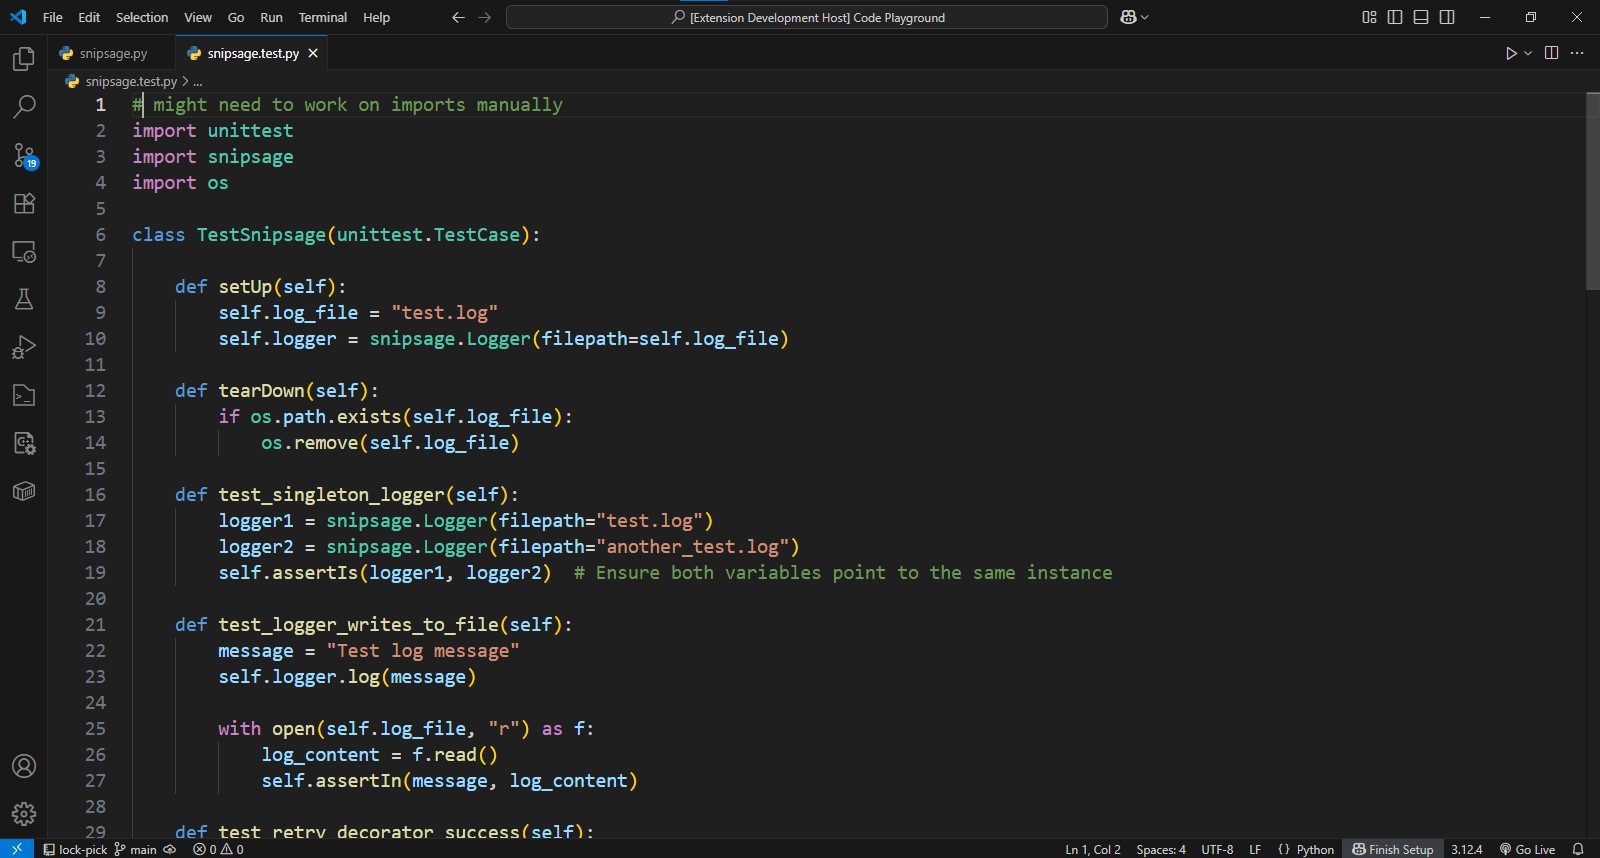 File Edit Selection View Go Run Terminal Help [Extension Development Host] Code Playground
snipsage.py snipsage.test.py
snipsage.test.py > ...
1 # might need to work on imports manually
2 import unittest
3 import snipsage
4 import os
5
6 class TestSnipsage(unittest.TestCase):
7
8 def setUp(self):
9 self.log_file = "test.log"
10 self.logger = snipsage.Logger(filepath=self.log_file)
11
12 def tearDown(self):
13 if os.path.exists(self.log_file):
14 os.remove(self.log_file)
15
16 def test_singleton_logger(self):
17 logger1 = snipsage.Logger(filepath="test.log")
18 logger2 = snipsage.Logger(filepath="another_test.log")
19 self.assertIs(logger1, logger2) # Ensure both variables point to the same instance
20
21 def test_logger_writes_to_file(self):
22 message = "Test log message"
23 self.logger.log(message)
24
25 with open(self.log_file, "r") as f:
26 log_content = f.read()
27 self.assertIn(message, log_content)
28
29 def test_retry_decorator_success(self):
19
lock-pick main 0 0 Ln 1, Col 2 Spaces: 4 UTF-8 LF {} Python Finish Setup 3.12.4 Go Live